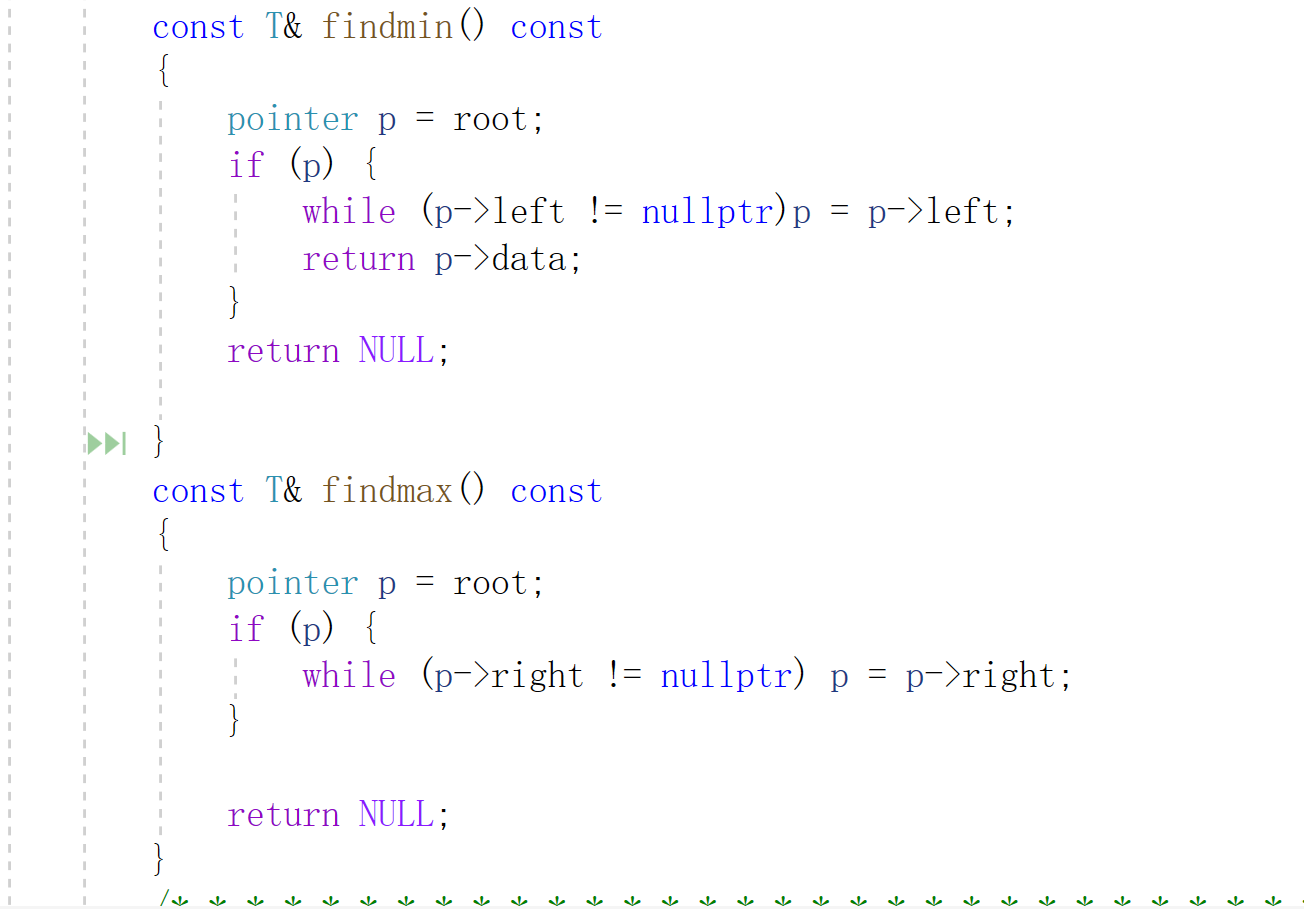 const T& findmin() const
{
pointer p = root;
if (p) {
while (p->left != nullptr)p = p->left;
return p->data;
}
return NULL;
}
const T& findmax() const
{
pointer p = root;
if (p) {
while (p->right != nullptr) p = p->right;
}
return NULL;
}
/* * * * * * * * * * * * * * * * * * * * * * * * * * * * * *